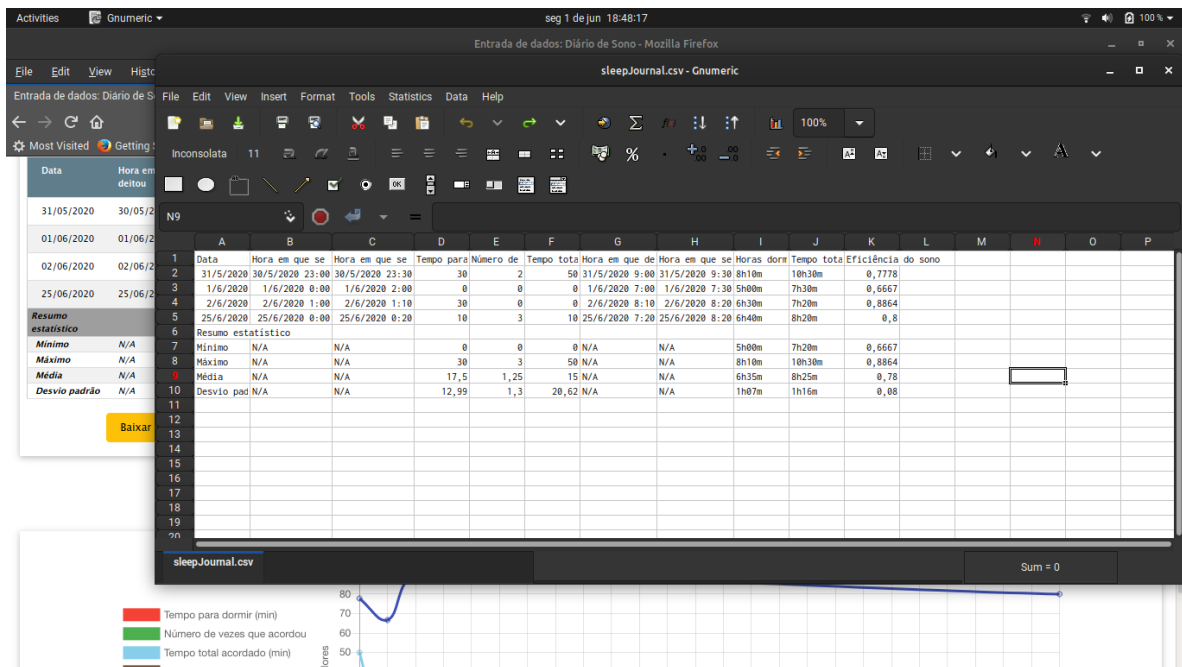 Activities Gnumeric seg 1 de jun 18:48:17 100 %
Entrada de dados: Diário de Sono - Mozilla Firefox
File Edit View Histo
sleepJournal.csv - Gnumeric
Entrada de dados: Diário de S
File Edit View Insert Format Tools Statistics Data Help
100%
Most Visited Getting S
Inconsolata 11 %
OK
Data Hora em
deitou
31/05/2020 30/05/2
01/06/2020 01/06/2
02/06/2020 02/06/2
25/06/2020 25/06/2
Resumo
estatístico
Mínimo N/A
Máximo N/A
Média N/A
Desvio padrão N/A
Baixar
N9 =
A B C D E F G H I J K L M N O P
1 Data Hora em que se Hora em que se Tempo para Número de Tempo tota Hora em que de Hora em que se Horas dorm Tempo tota Eficiência do sono
2 31/5/2020 30/5/2020 23:00 30/5/2020 23:30 30 2 50 31/5/2020 9:00 31/5/2020 9:30 8h10m 10h30m 0,7778
3 1/6/2020 1/6/2020 0:00 1/6/2020 2:00 0 0 0 1/6/2020 7:00 1/6/2020 7:30 5h00m 7h30m 0,6667
4 2/6/2020 2/6/2020 1:00 2/6/2020 1:10 30 0 0 2/6/2020 8:10 2/6/2020 8:20 6h30m 7h20m 0,8864
5 25/6/2020 25/6/2020 0:00 25/6/2020 0:20 10 3 10 25/6/2020 7:20 25/6/2020 8:20 6h40m 8h20m 0,8
6 Resumo estatístico
7 Mínimo N/A N/A 0 0 0 N/A N/A 5h00m 7h20m 0,6667
8 Máximo N/A N/A 30 3 50 N/A N/A 8h10m 10h30m 0,8864
9 Média N/A N/A 17,5 1,25 15 N/A N/A 6h35m 8h25m 0,78
10 Desvio pad N/A N/A 12,99 1,3 20,62 N/A N/A 1h07m 1h16m 0,08
11
12
13
14
15
16
17
18
19
20
sleepJournal.csv
Sum = 0
80
70
60
50
Tempo para dormir (min)
Número de vezes que acordou
Tempo total acordado (min)